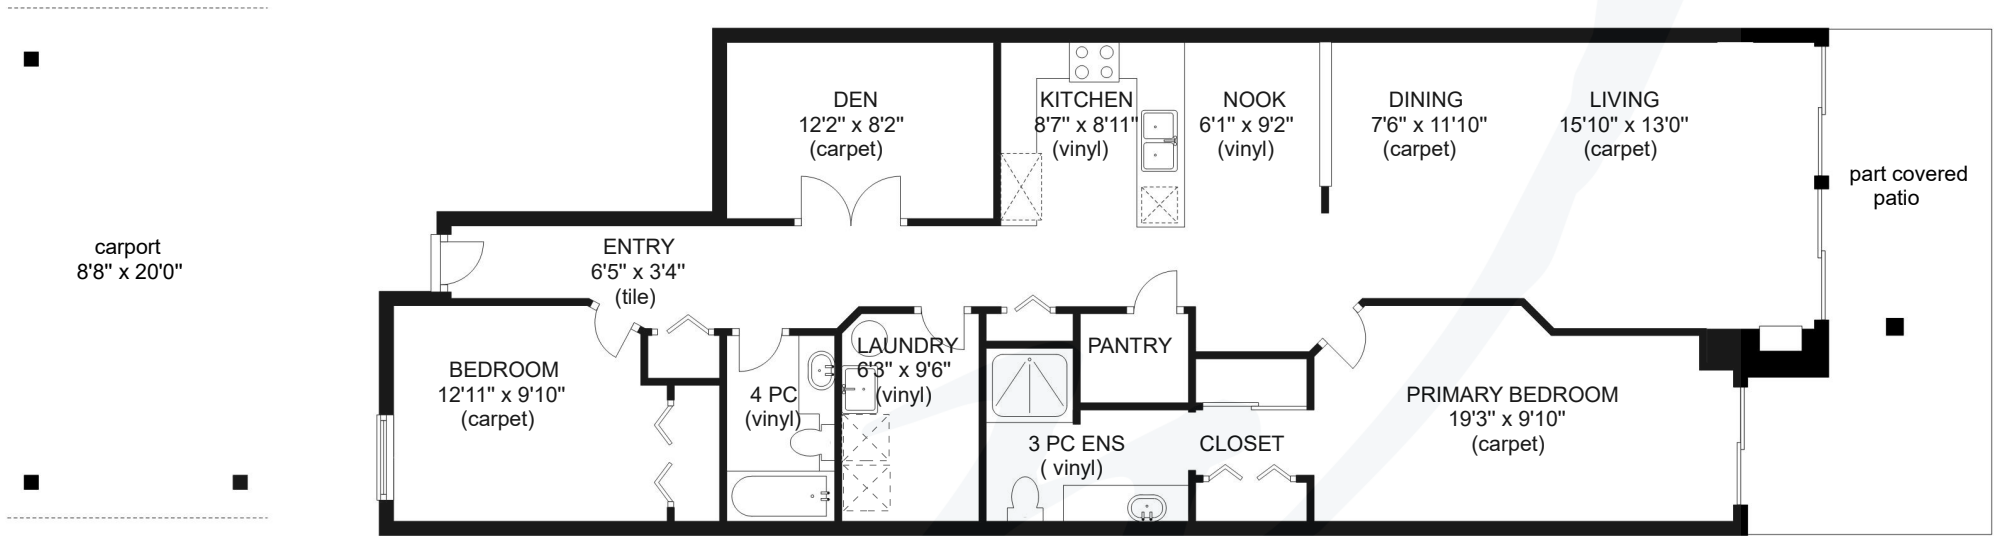 DEN
12'2" x 8'2"
(carpet)
KITCHEN
8'7" x 8'11"
(vinyl)
NOOK
6'1" x 9'2"
(vinyl)
DINING
7'6" x 11'10"
(carpet)
LIVING
15'10" x 13'0"
(carpet)
part covered
patio
carport
8'8" x 20'0"
ENTRY
6'5" x 3'4"
(tile)
BEDROOM
12'11" x 9'10"
(carpet)
4 PC
(vinyl)
LAUNDRY
6'3" x 9'6"
(vinyl)
PANTRY
3 PC ENS
( vinyl)
CLOSET
PRIMARY BEDROOM
19'3" x 9'10"
(carpet)